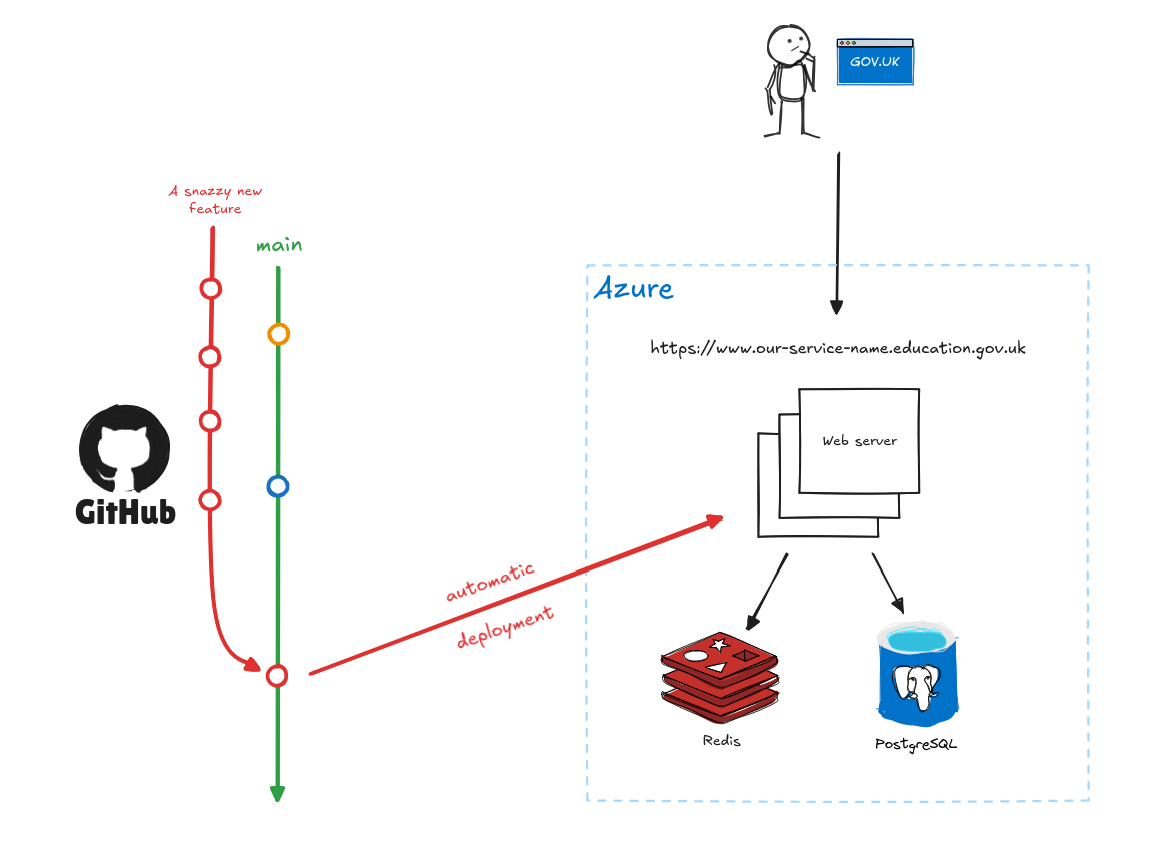 GOV.UK
A snazzy new
feature
main
Azure
https://www.our-service-name.education.gov.uk
Web server
GitHub
automatic
deployment
Redis
PostgreSQL